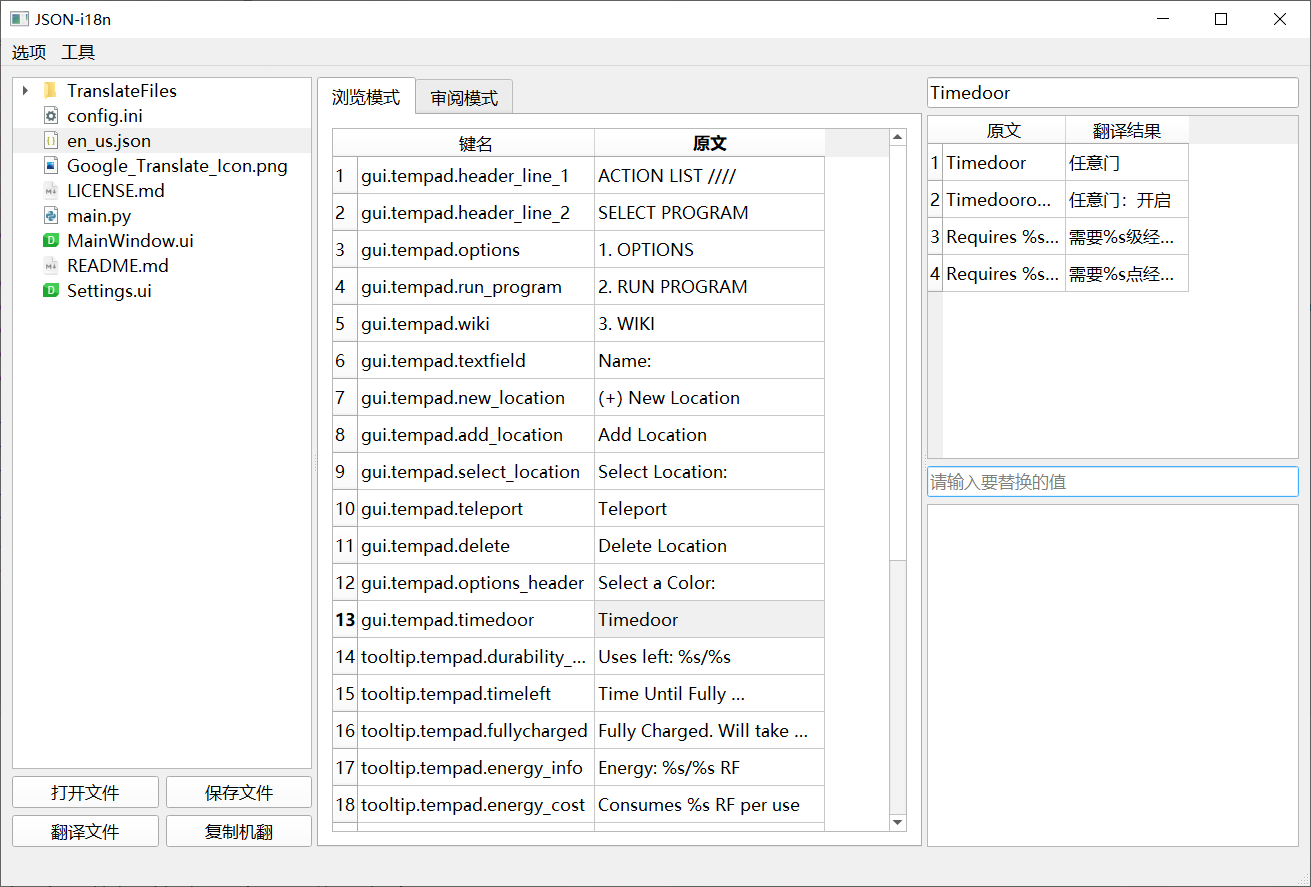 JSON-i18n
选项 工具
TranslateFiles
config.ini
en_us.json
Google_Translate_Icon.png
LICENSE.md
main.py
MainWindow.ui
README.md
Settings.ui
打开文件 保存文件
翻译文件 复制机翻
浏览模式 审阅模式
键名 原文
1 gui.tempad.header_line_1 ACTION LIST ////
2 gui.tempad.header_line_2 SELECT PROGRAM
3 gui.tempad.options 1. OPTIONS
4 gui.tempad.run_program 2. RUN PROGRAM
5 gui.tempad.wiki 3. WIKI
6 gui.tempad.textfield Name:
7 gui.tempad.new_location (+) New Location
8 gui.tempad.add_location Add Location
9 gui.tempad.select_location Select Location:
10 gui.tempad.teleport Teleport
11 gui.tempad.delete Delete Location
12 gui.tempad.options_header Select a Color:
13 gui.tempad.timedoor Timedoor
14 tooltip.tempad.durability_... Uses left: %s/%s
15 tooltip.tempad.timeleft Time Until Fully ...
16 tooltip.tempad.fullycharged Fully Charged. Will take ...
17 tooltip.tempad.energy_info Energy: %s/%s RF
18 tooltip.tempad.energy_cost Consumes %s RF per use
Timedoor
原文 翻译结果
1 Timedoor 任意门
2 Timedooro... 任意门：开启
3 Requires %s... 需要%s级经...
4 Requires %s... 需要%s点经...
请输入要替换的值